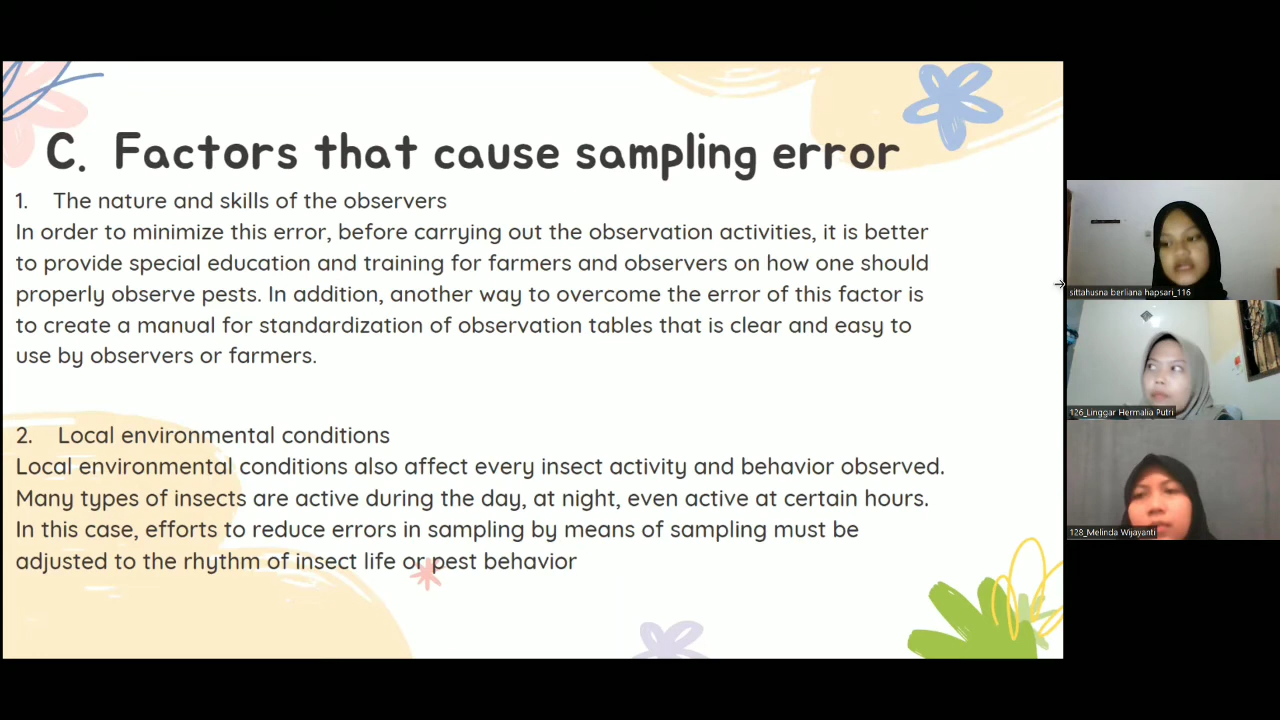 C. Factors that cause sampling error
1. The nature and skills of the observers
In order to minimize this error, before carrying out the observation activities, it is better
to provide special education and training for farmers and observers on how one should
properly observe pests. In addition, another way to overcome the error of this factor is
to create a manual for standardization of observation tables that is clear and easy to
use by observers or farmers.
2. Local environmental conditions
Local environmental conditions also affect every insect activity and behavior observed.
Many types of insects are active during the day, at night, even active at certain hours.
In this case, efforts to reduce errors in sampling by means of sampling must be
adjusted to the rhythm of insect life or pest behavior
sittahusna berliana hapsari_116
126_Linggar Hermalia Putri
128_Melinda Wijayanti